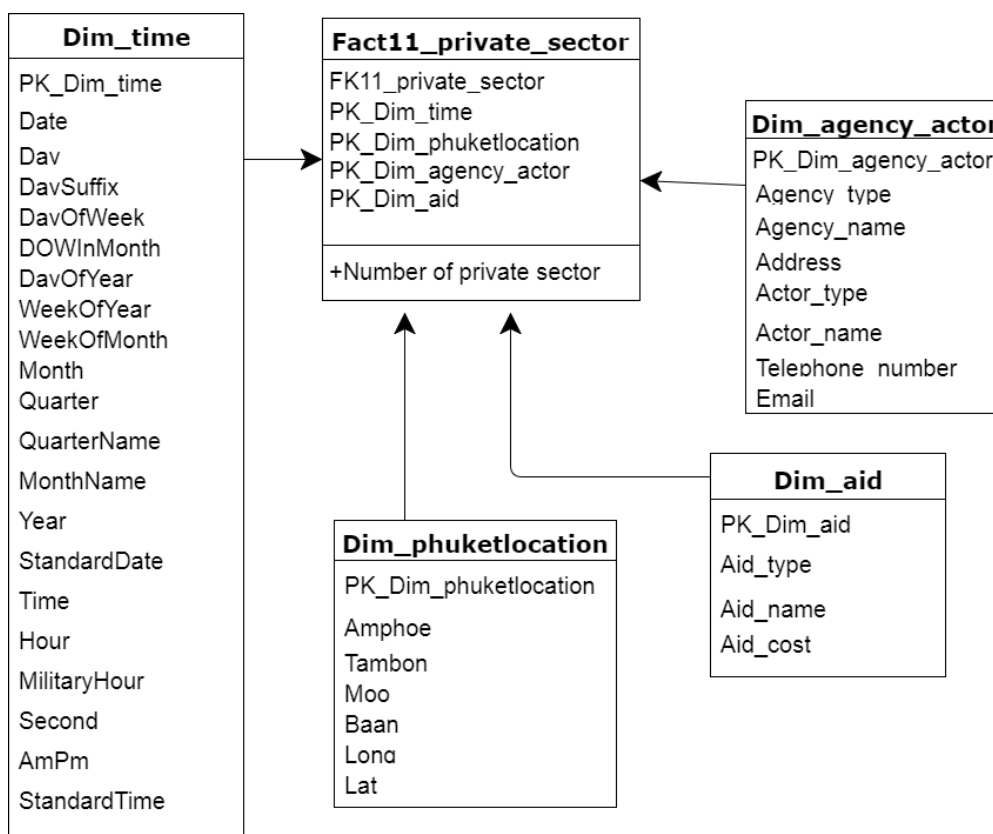 Dim_time
PK_Dim_time
Date
Day
DaySuffix
DayOfWeek
DOWInMonth
DayOfYear
WeekOfYear
WeekOfMonth
Month
Quarter
QuarterName
MonthName
Year
StandardDate
Time
Hour
MilitaryHour
Second
AmPm
StandardTime
Fact11_private_sector
FK11_private_sector
PK_Dim_time
PK_Dim_phuketlocation
PK_Dim_agency_actor
PK_Dim_aid
+Number of private sector
Dim_agency_actor
PK_Dim_agency_actor
Agency_type
Agency_name
Address
Actor_type
Actor_name
Telephone_number
Email
Dim_phuketlocation
PK_Dim_phuketlocation
Amphoe
Tambon
Moo
Baan
Long
Lat
Dim_aid
PK_Dim_aid
Aid_type
Aid_name
Aid_cost